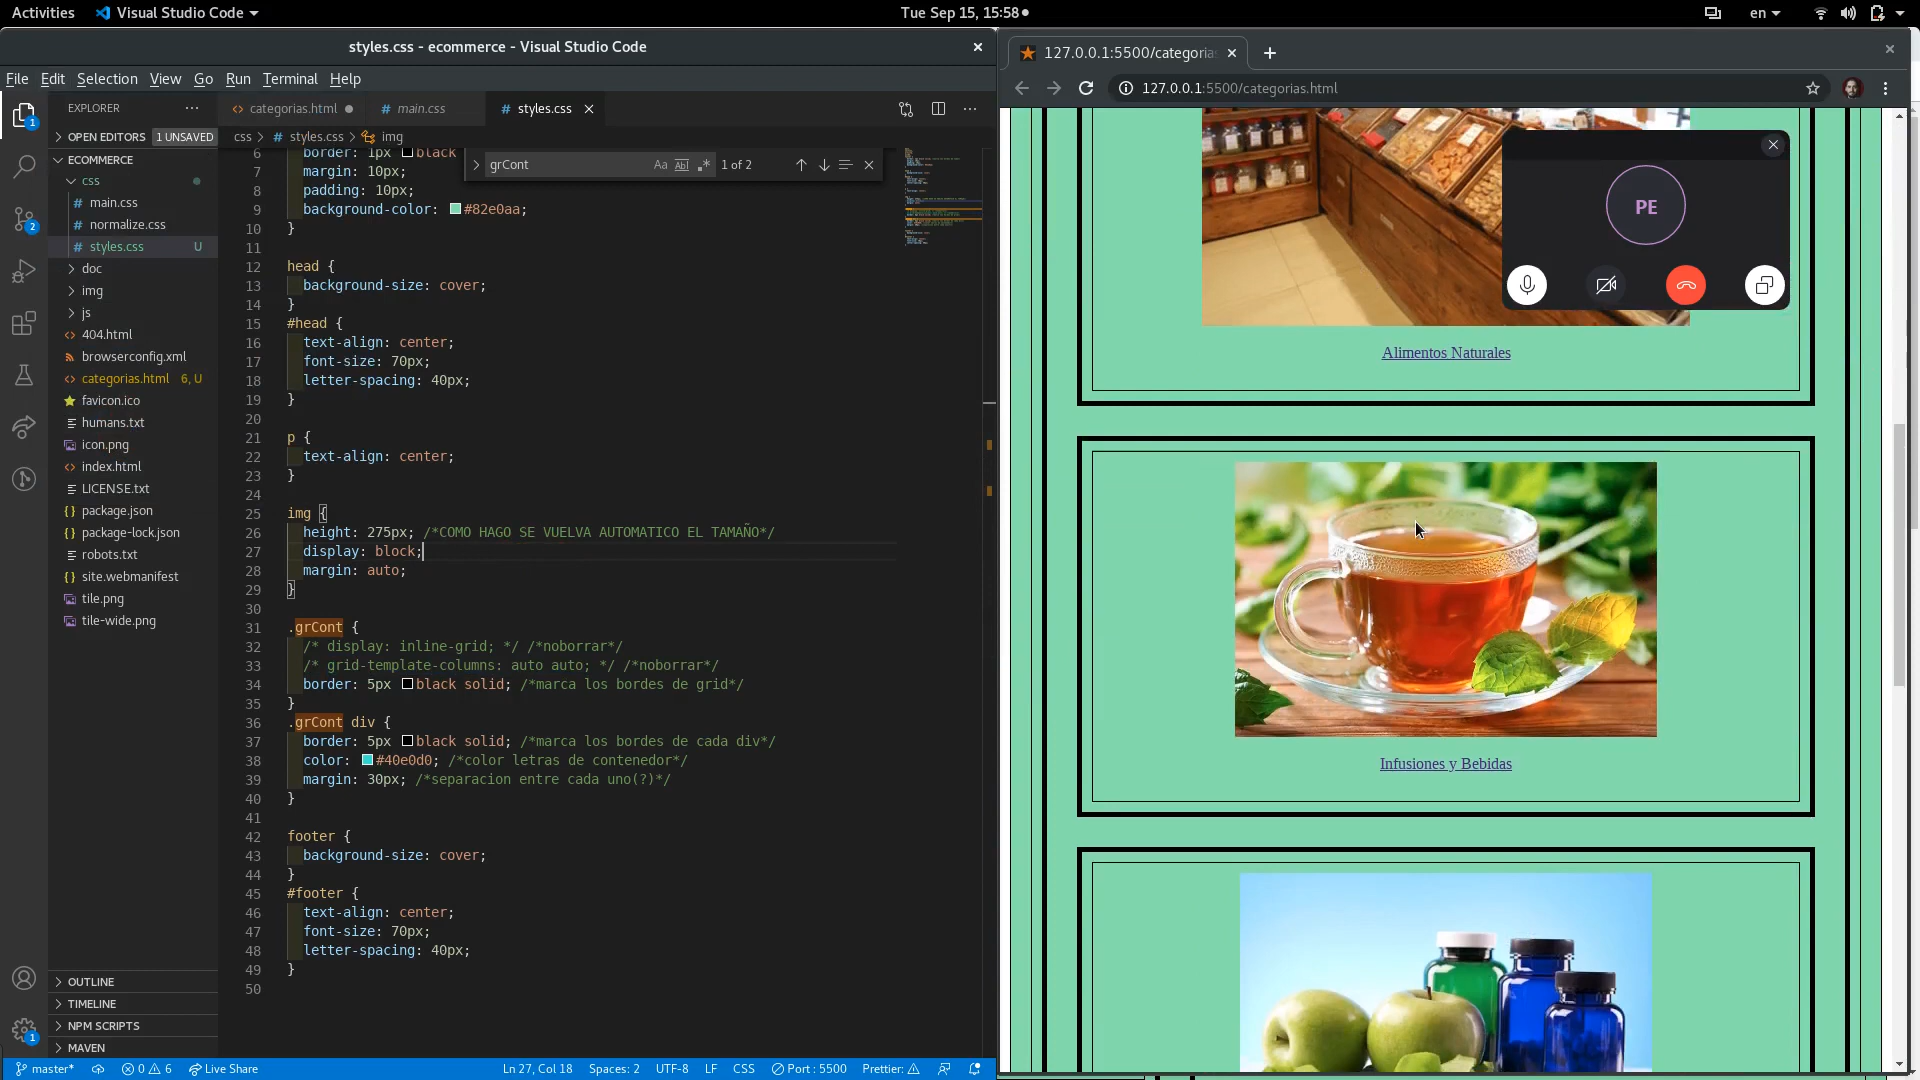 Activities Visual Studio Code Tue Sep 15, 15:58 en
styles.css - ecommerce - Visual Studio Code
File Edit Selection View Go Run Terminal Help
EXPLORER
categorias.html
main.css
styles.css
css > styles.css > img
OPEN EDITORS 1 UNSAVED
ECOMMERCE
css
main.css
normalize.css
styles.css U
doc
img
js
404.html
browserconfig.xml
categorias.html 6, U
favicon.ico
humans.txt
icon.png
index.html
LICENSE.txt
package.json
package-lock.json
robots.txt
site.webmanifest
tile.png
tile-wide.png
OUTLINE
TIMELINE
NPM SCRIPTS
MAVEN
1
2
1
grCont Aa Abl .* 1 of 2
6 border: 1px black
7 margin: 10px;
8 padding: 10px;
9 background-color: #82e0aa;
10 }
11
12 head {
13 background-size: cover;
14 }
15 #head {
16 text-align: center;
17 font-size: 70px;
18 letter-spacing: 40px;
19 }
20
21 p {
22 text-align: center;
23 }
24
25 img {
26 height: 275px; /*COMO HAGO SE VUELVA AUTOMATICO EL TAMAÑO*/
27 display: block;
28 margin: auto;
29 }
30
31 .grCont {
32 /* display: inline-grid; */ /*noborrar*/
33 /* grid-template-columns: auto auto; */ /*noborrar*/
34 border: 5px black solid; /*marca los bordes de grid*/
35 }
36 .grCont div {
37 border: 5px black solid; /*marca los bordes de cada div*/
38 color: #40e0d0; /*color letras de contenedor*/
39 margin: 30px; /*separacion entre cada uno(?)*/
40 }
41
42 footer {
43 background-size: cover;
44 }
45 #footer {
46 text-align: center;
47 font-size: 70px;
48 letter-spacing: 40px;
49 }
50
master* 0 6 Live Share Ln 27, Col 18 Spaces: 2 UTF-8 LF CSS Port : 5500 Prettier:
127.0.0.1:5500/categorias
127.0.0.1:5500/categorias.html
PE
Alimentos Naturales
Infusiones y Bebidas